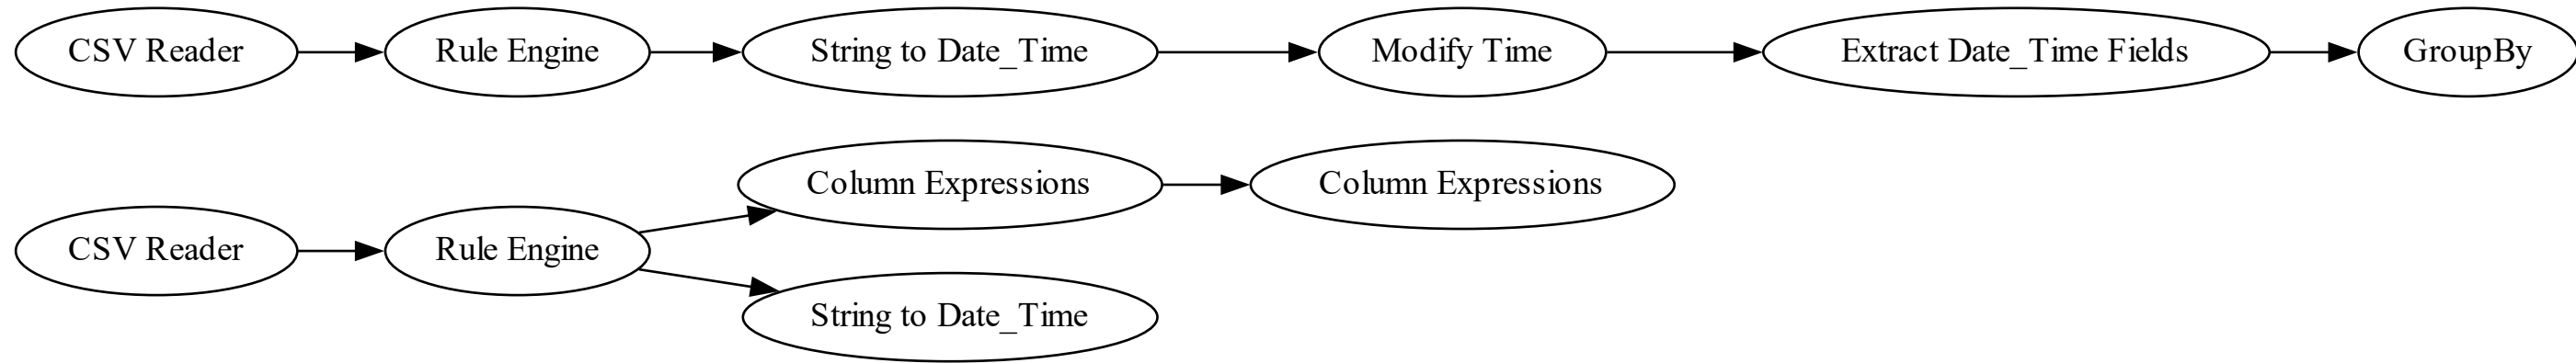 CSV Reader
Rule Engine
String to Date_Time
Modify Time
Extract Date_Time Fields
GroupBy
Column Expressions
Column Expressions
CSV Reader
Rule Engine
String to Date_Time